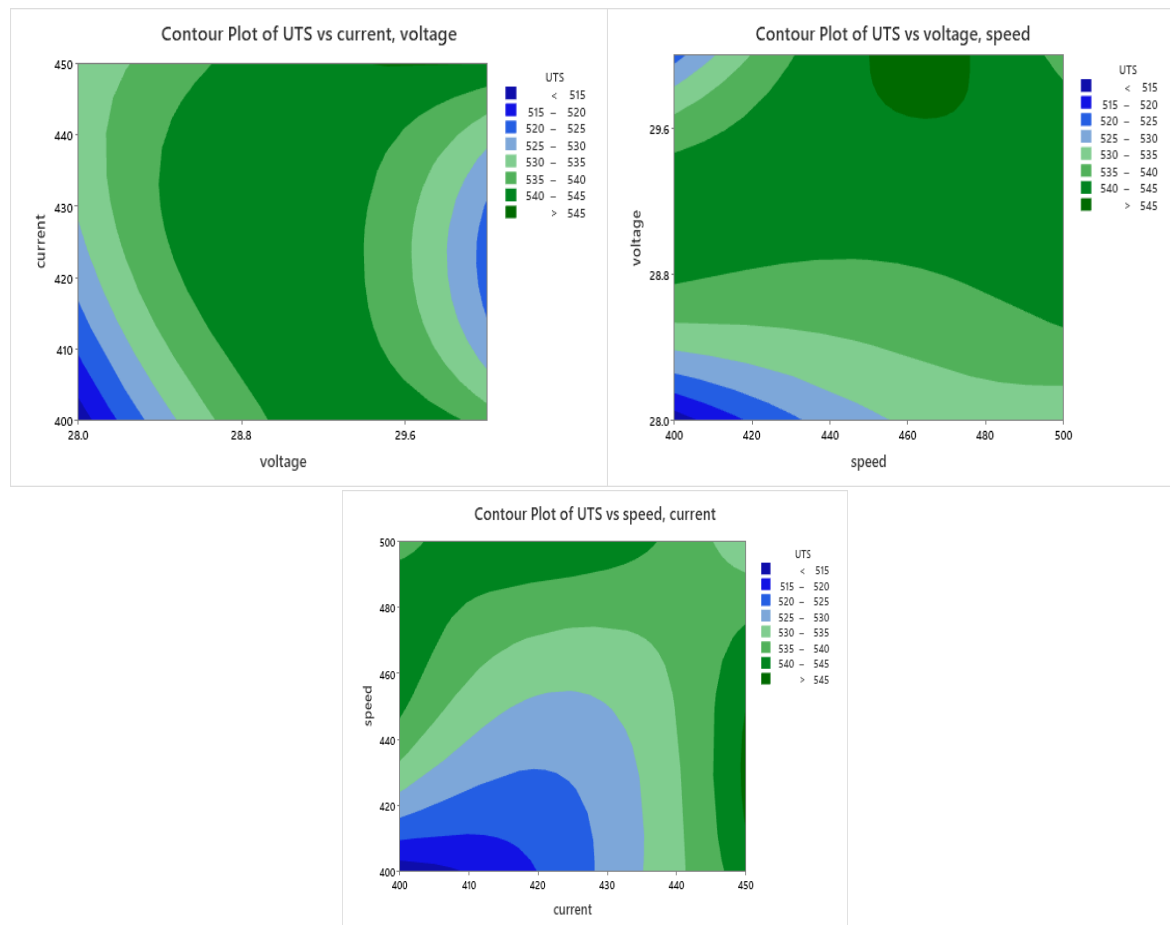 Contour Plot of UTS vs current, voltage
UTS
< 515
515 – 520
520 – 525
525 – 530
530 – 535
535 – 540
540 – 545
> 545
450
440
430
420
410
400
current
28.0
28.8
29.6
voltage
Contour Plot of UTS vs voltage, speed
UTS
< 515
515 – 520
520 – 525
525 – 530
530 – 535
535 – 540
540 – 545
> 545
29.6
28.8
28.0
voltage
400
420
440
460
480
500
speed
Contour Plot of UTS vs speed, current
UTS
< 515
515 – 520
520 – 525
525 – 530
530 – 535
535 – 540
540 – 545
> 545
500
480
460
440
420
400
speed
400
410
420
430
440
450
current